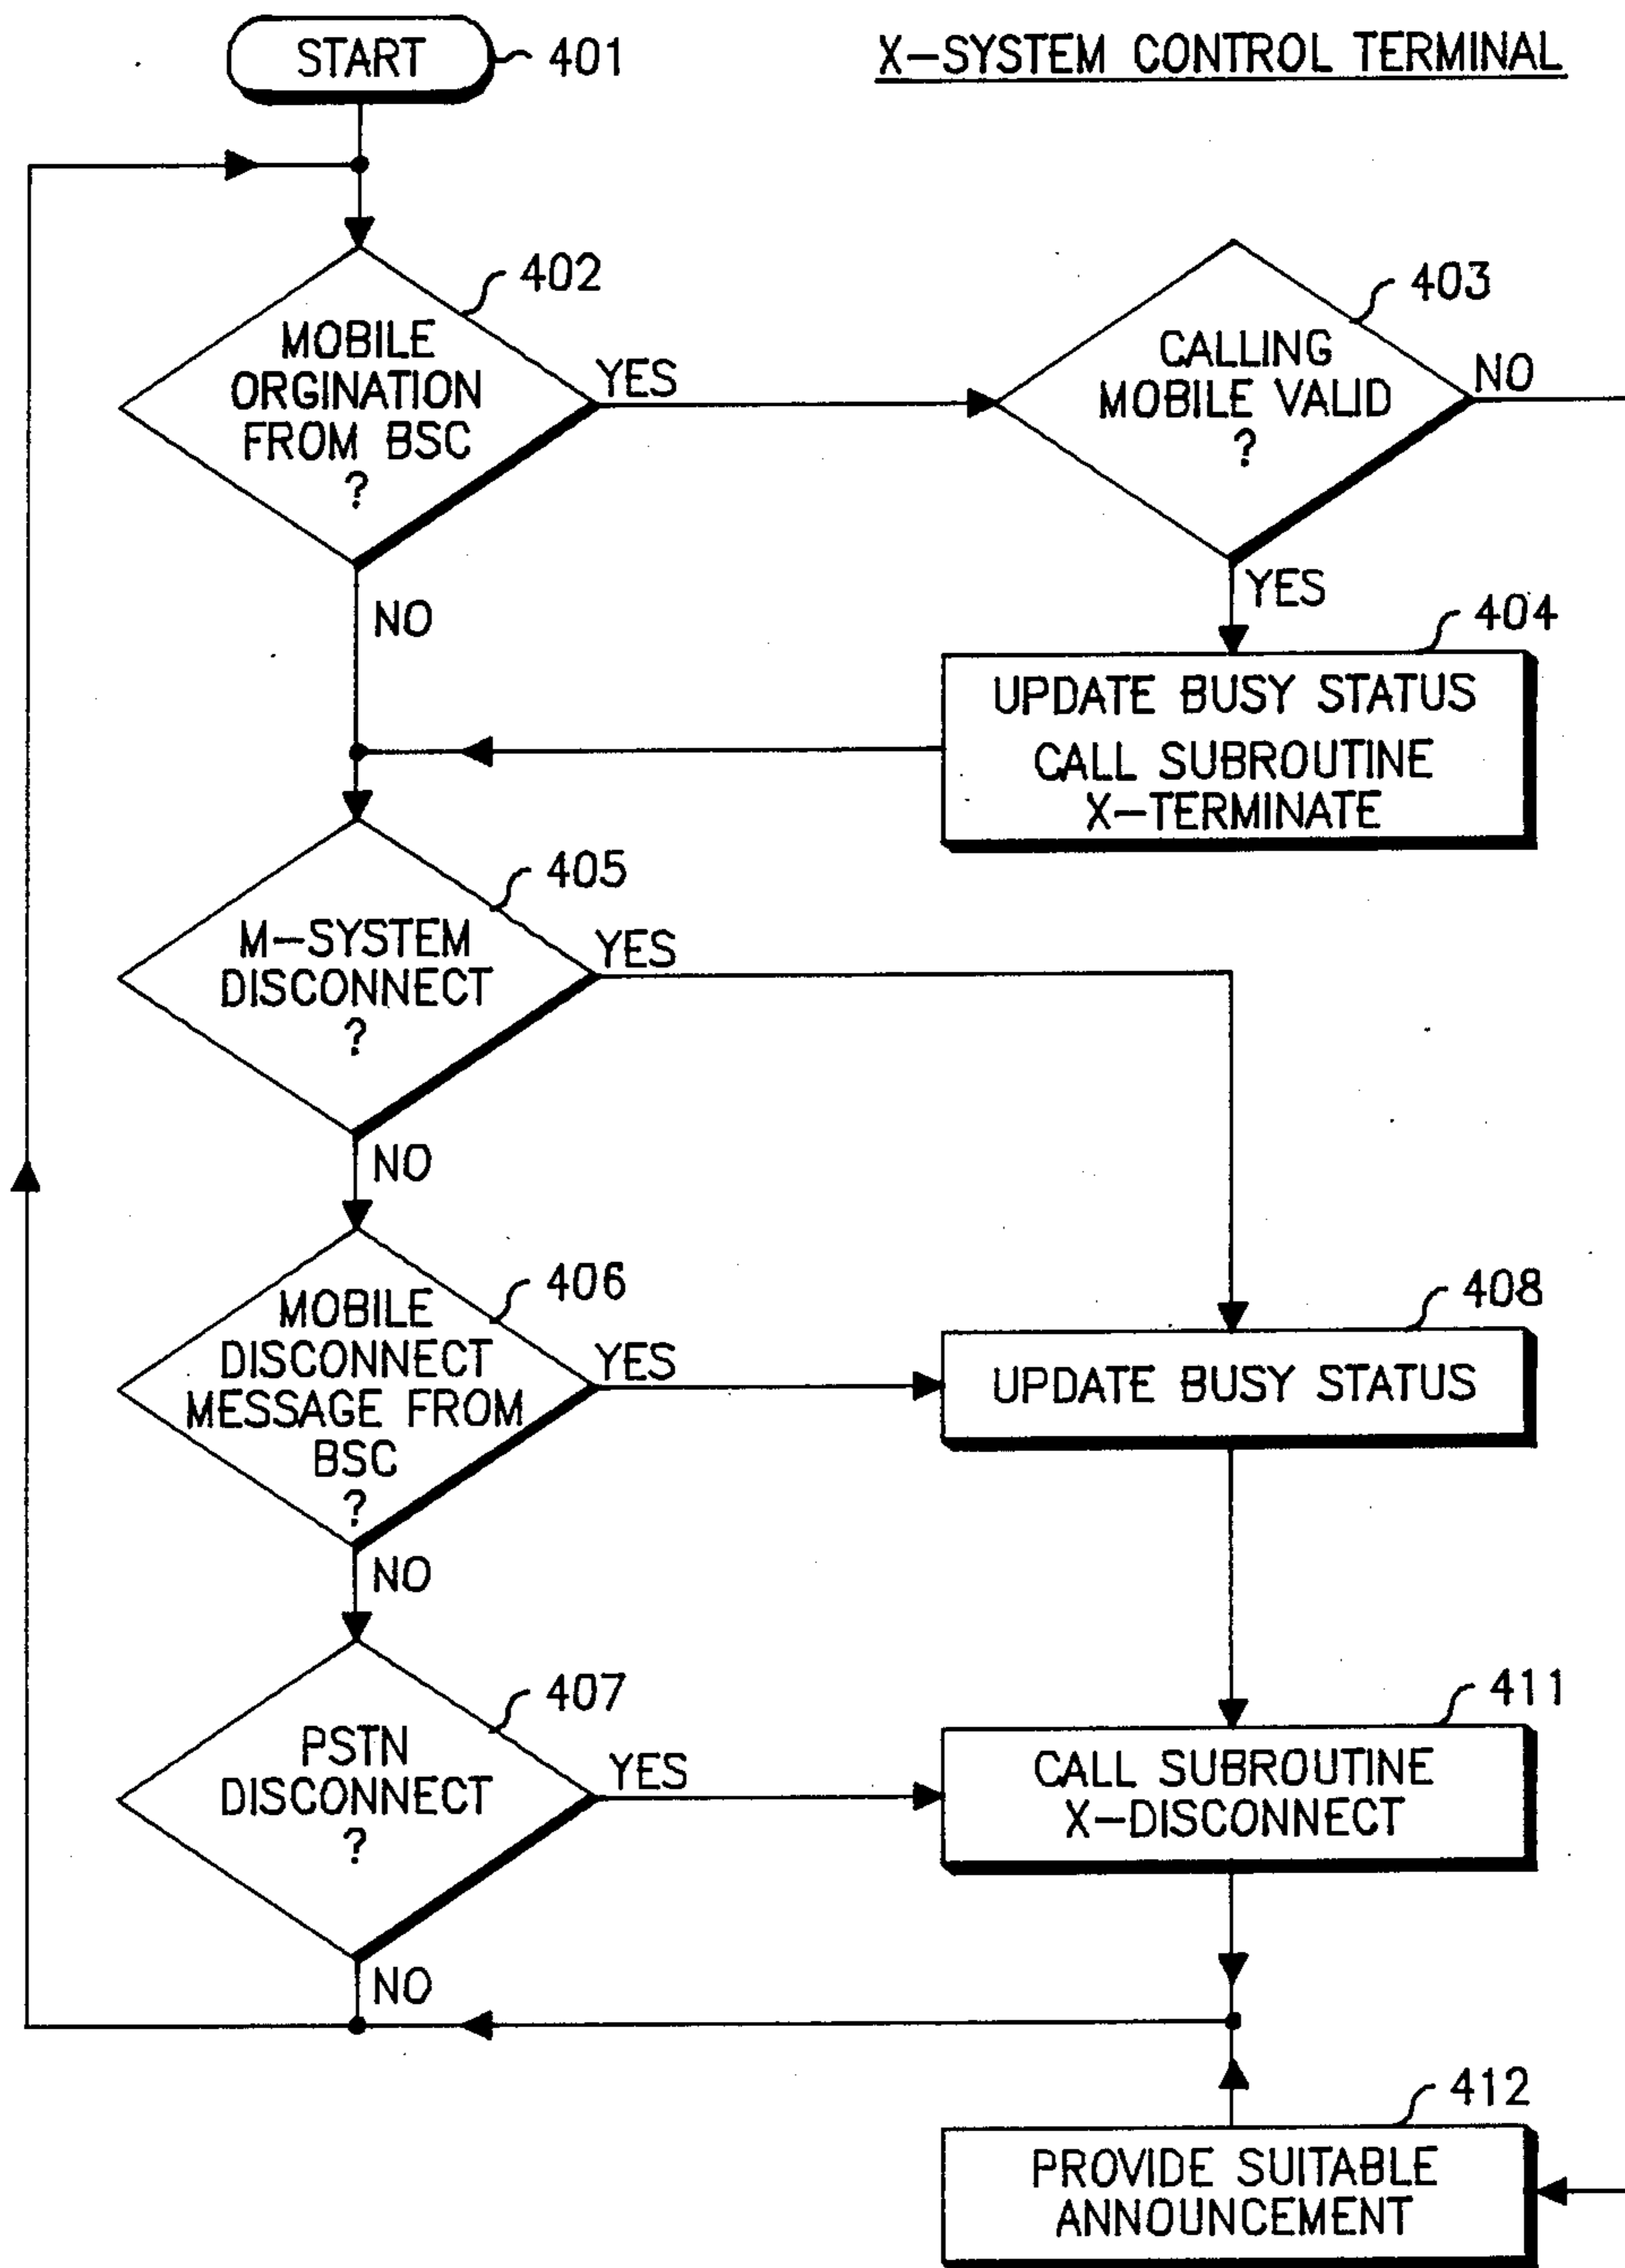 START
401
X-SYSTEM CONTROL TERMINAL
402
MOBILE
ORGINATION
FROM BSC
?
YES
NO
403
CALLING
MOBILE VALID
?
NO
YES
404
UPDATE BUSY STATUS
CALL SUBROUTINE
X-TERMINATE
405
M-SYSTEM
DISCONNECT
?
YES
NO
406
MOBILE
DISCONNECT
MESSAGE FROM
BSC
?
YES
NO
408
UPDATE BUSY STATUS
407
PSTN
DISCONNECT
?
YES
NO
411
CALL SUBROUTINE
X-DISCONNECT
412
PROVIDE SUITABLE
ANNOUNCEMENT